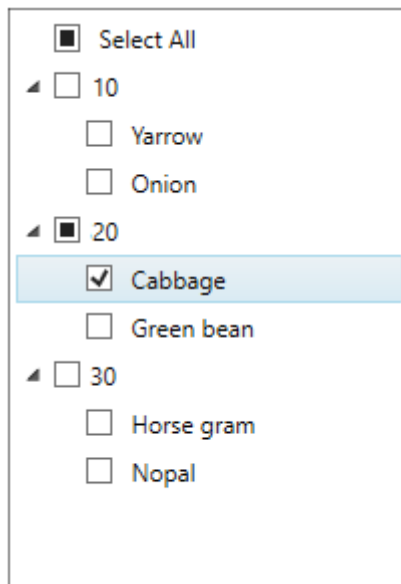 Select All
10
Yarrow
Onion
20
Cabbage
Green bean
30
Horse gram
Nopal